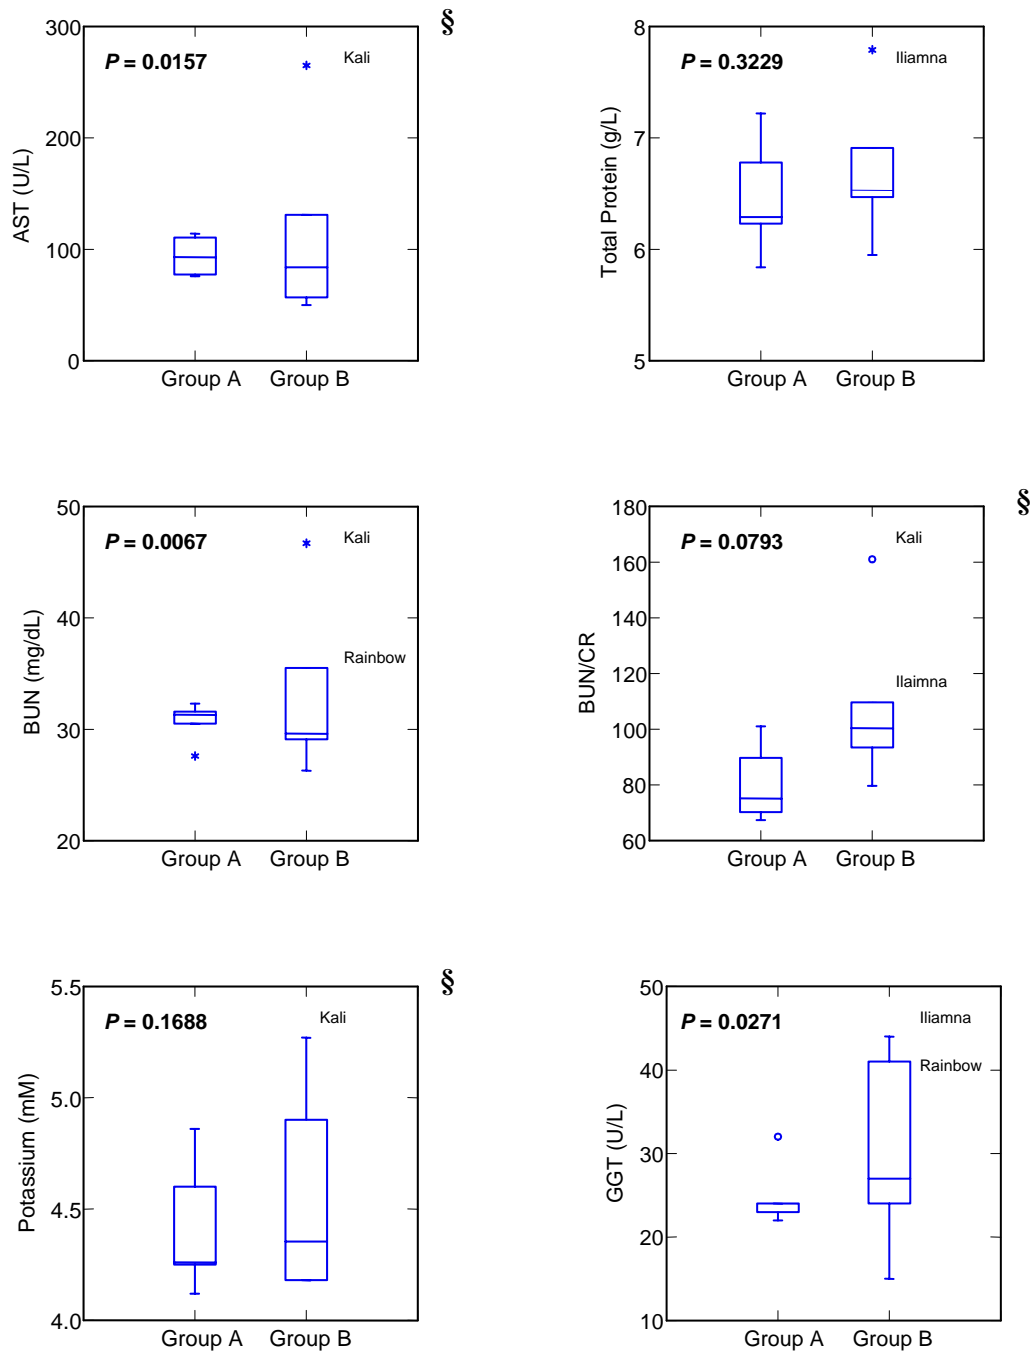 §
300
200
100
0
AST (U/L)
P = 0.0157
Kali
Group A Group B
8
7
6
5
Total Protein (g/L)
P = 0.3229
Iliamna
Group A Group B
50
40
30
20
BUN (mg/dL)
P = 0.0067
Kali
Rainbow
Group A Group B
§
180
160
140
120
100
80
60
BUN/CR
P = 0.0793
Kali
Ilaimna
Group A Group B
§
5.5
5.0
4.5
4.0
Potassium (mM)
P = 0.1688
Kali
Group A Group B
50
40
30
20
10
GGT (U/L)
P = 0.0271
Iliamna
Rainbow
Group A Group B